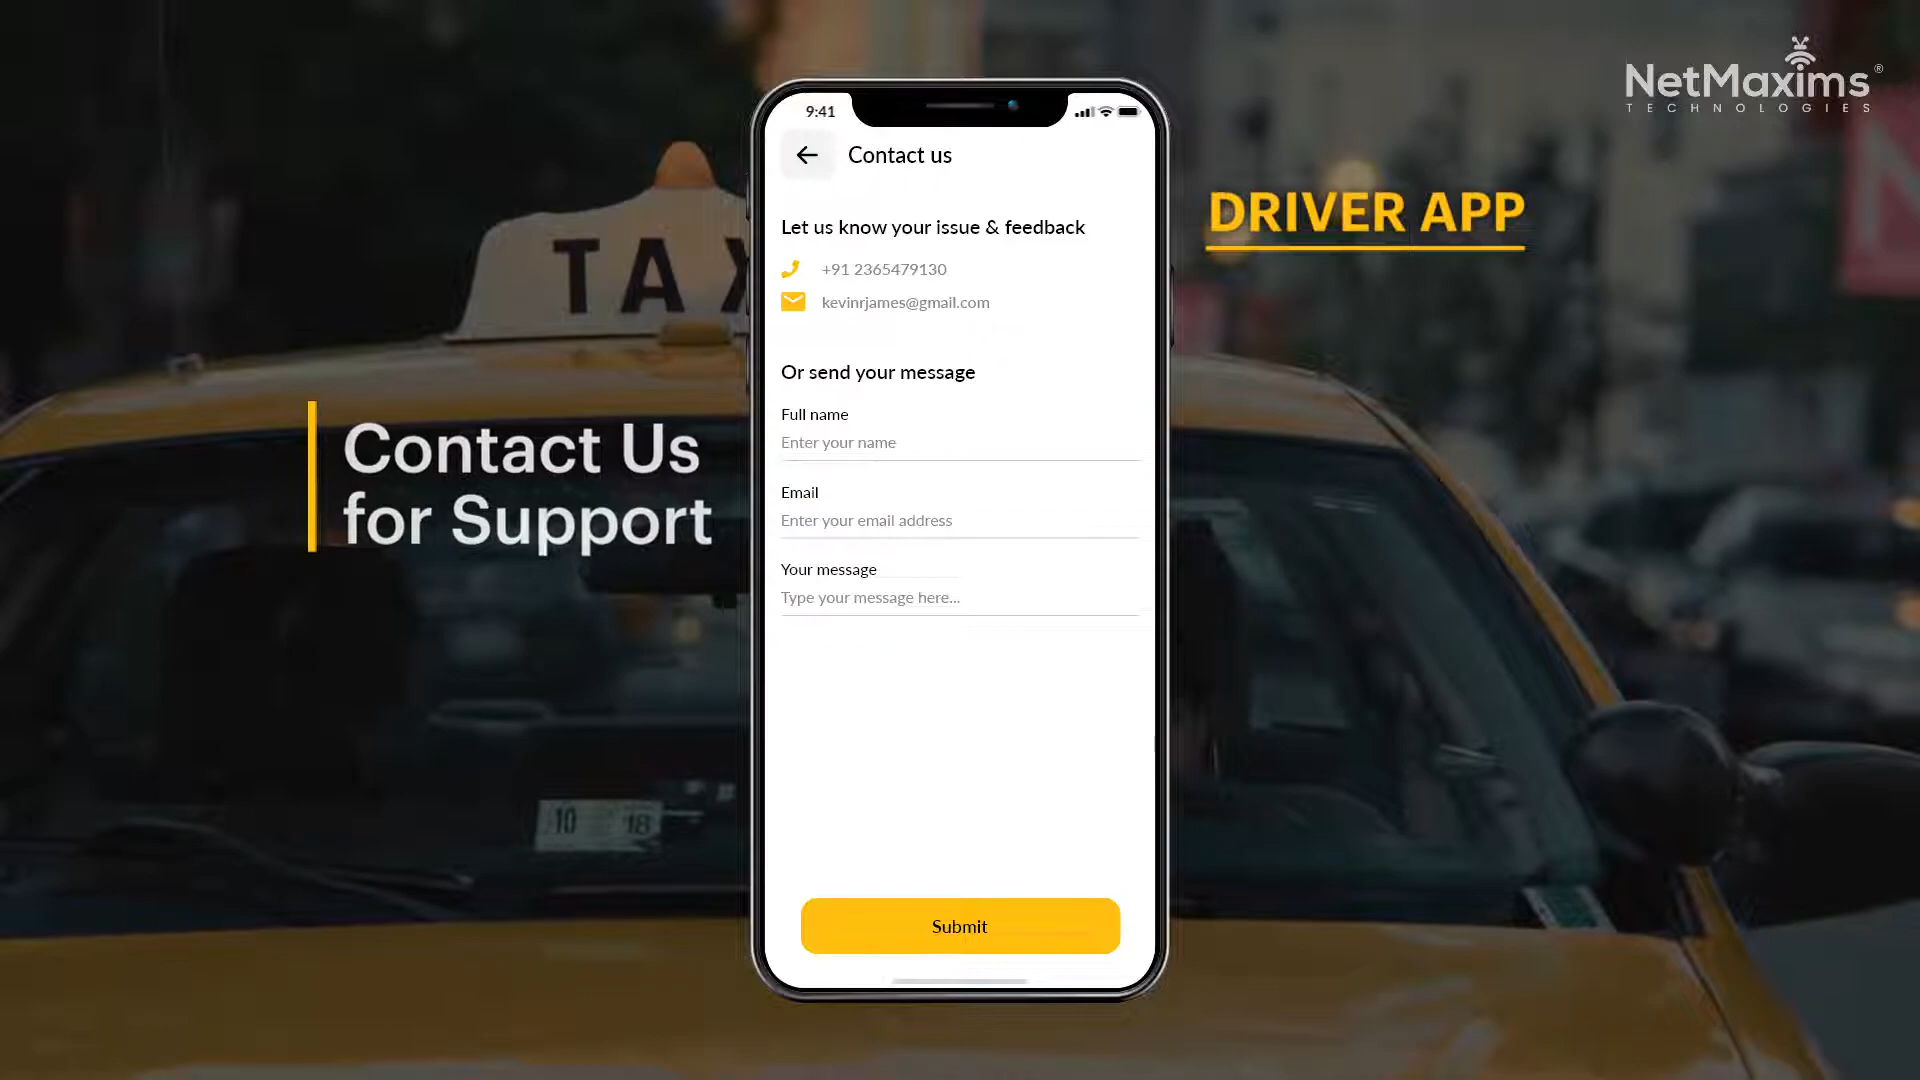 NetMaxims®
TECHNOLOGIES
9:41
Contact us
DRIVER APP
Let us know your issue & feedback
+91 2365479130
kevinrjames@gmail.com
TAX
Or send your message
Contact Us
for Support
Full name
Enter your name
Email
Enter your email address
Your message
Type your message here...
10 18
Submit